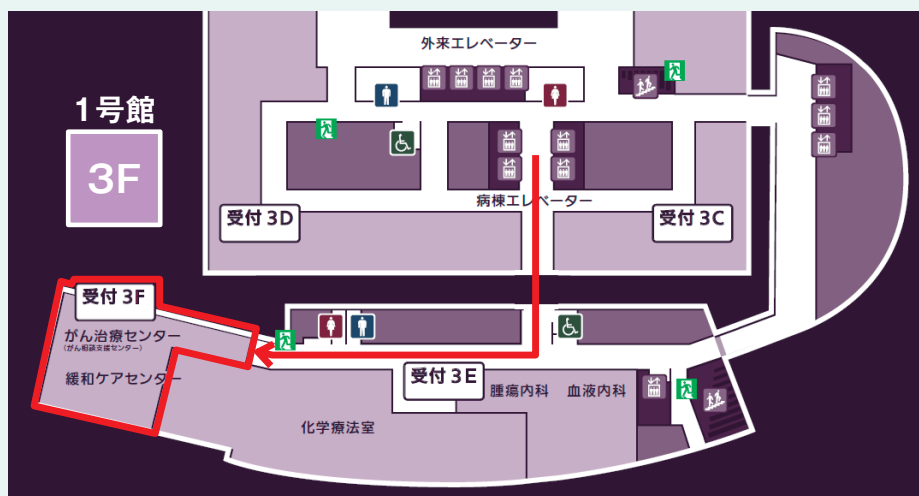 外来エレベーター
1号館
3F
病棟エレベーター
受付 3D
受付 3C
受付 3F
がん治療センター
(がん相談支援センター)
緩和ケアセンター
受付 3E
腫瘍内科
血液内科
化学療法室